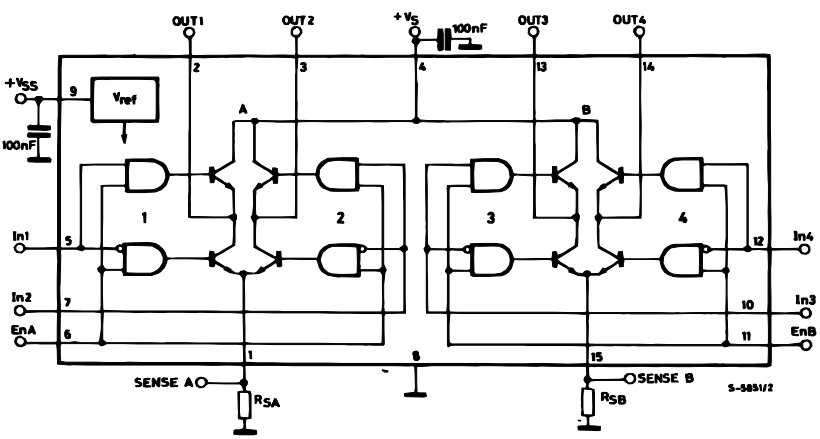 OUT1
OUT2
+VS
100nF
OUT3
OUT4
2
3
4
13
14
+VSS
9
Vref
A
B
100nF
1
2
3
4
In1
5
12
In4
In2
7
10
In3
EnA
6
11
EnB
1
8
15
SENSE A
SENSE B
S-5851/2
RSA
RSB